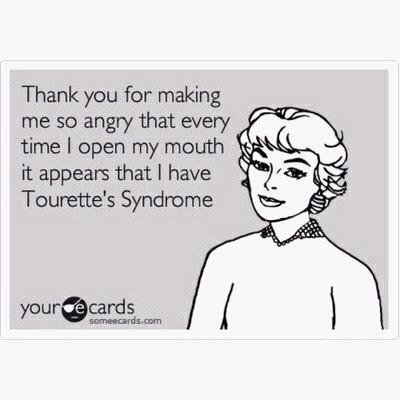 Thank you for making
me so angry that every
time I open my mouth
it appears that I have
Tourette's Syndrome
your e cards
someecards.com